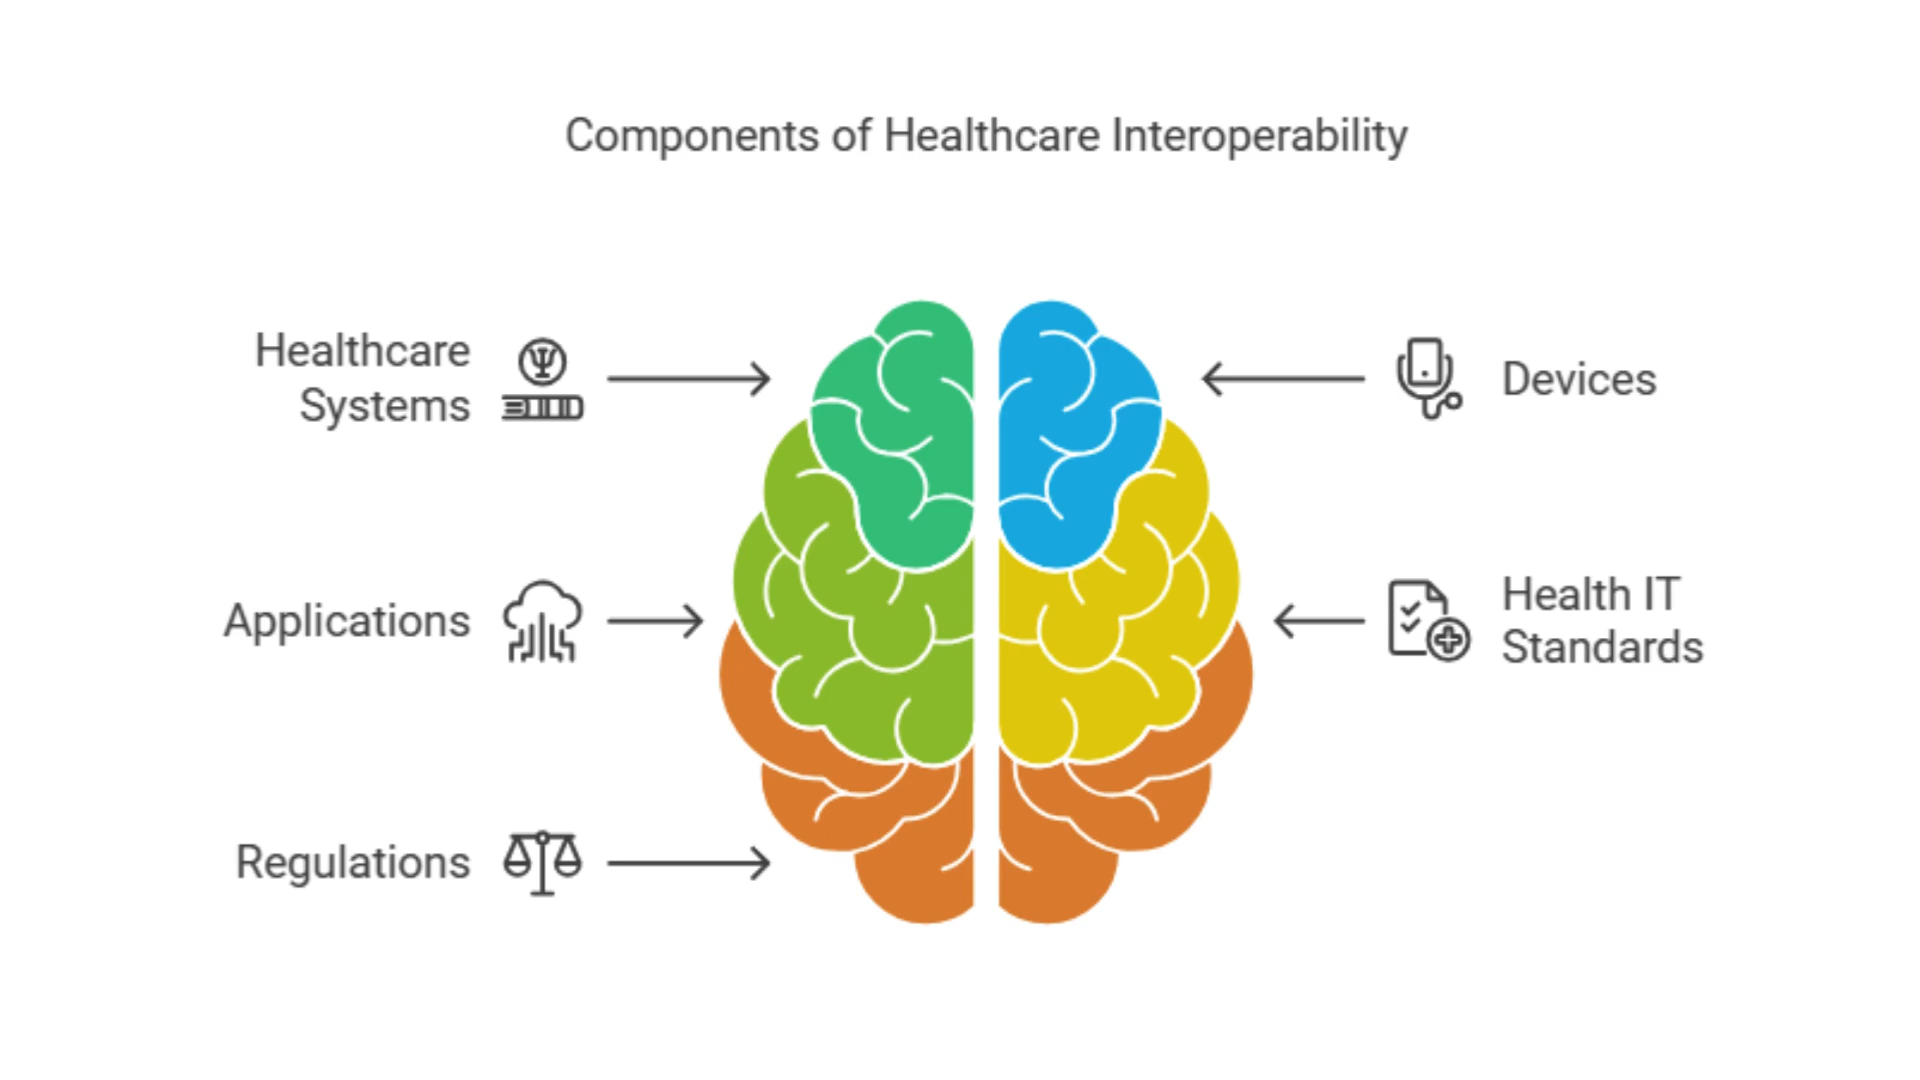 Components of Healthcare Interoperability
Healthcare
Systems
Devices
Applications
Health IT
Standards
Regulations